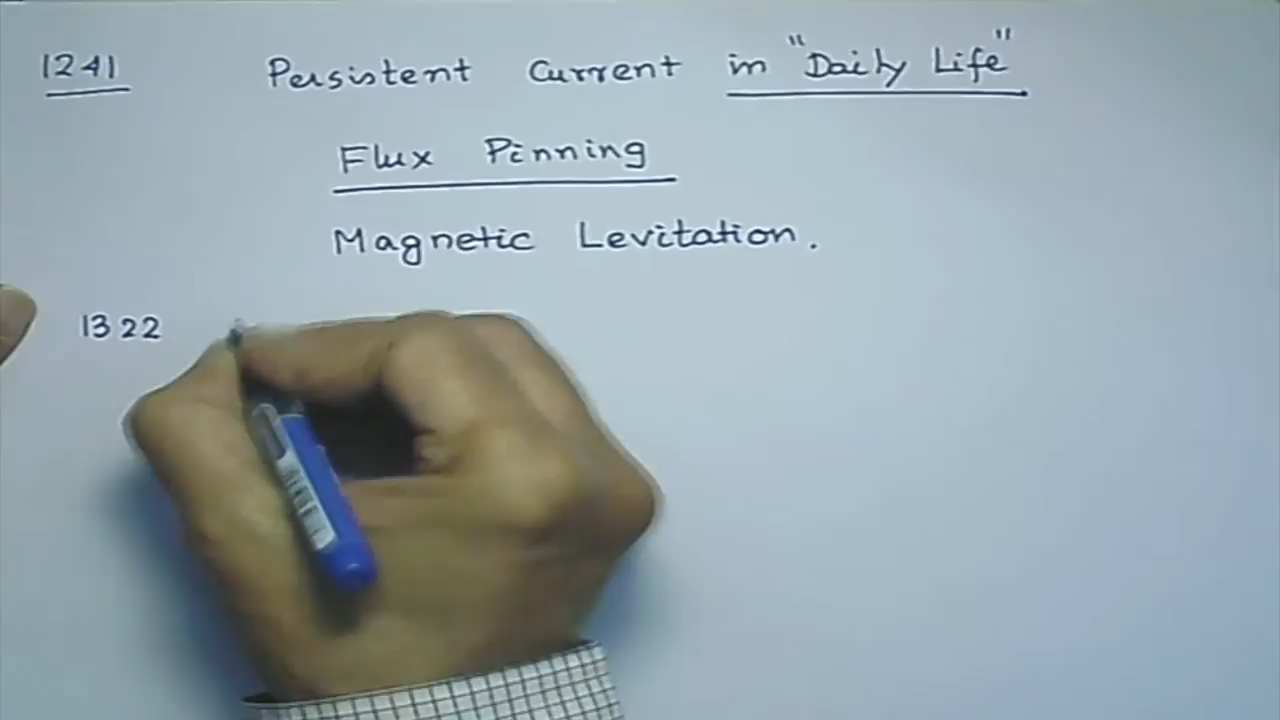 1241 Persistent Current in "Daily Life"
Flux Pinning
Magnetic Levitation.
1322